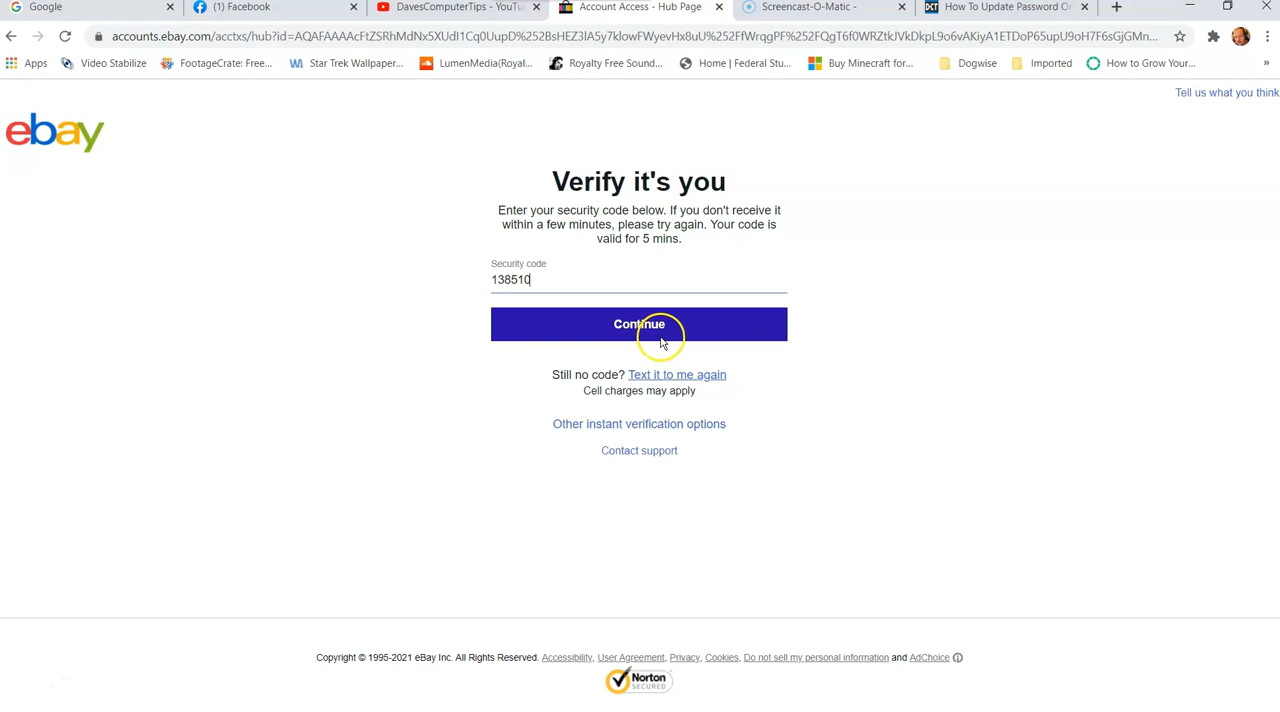 Google
(1) Facebook
DavesComputerTips - YouTu
Account Access - Hub Page
Screencast-O-Matic -
How To Update Password On
accounts.ebay.com/acctxs/hub?id=AQAFAAAAcFtZSRhMdNx5XUdI1Cq0UupD%252BsHEZ3lA5y7klowFWyevHx8uU%252FfWrqgPF%252FQgT6f0WRZtkJVkDkpL9o6vAKiyA1ETDoP65upU9oH7F6sGjGMn...
Apps
Video Stabilize
FootageCrate: Free...
Star Trek Wallpaper...
LumenMedia(Royal...
Royalty Free Sound...
Home | Federal Stu...
Buy Minecraft for...
Dogwise
Imported
How to Grow Your...
»
Tell us what you think
ebay
Verify it's you
Enter your security code below. If you don't receive it
within a few minutes, please try again. Your code is
valid for 5 mins.
Security code
138510
Continue
Still no code? Text it to me again
Cell charges may apply
Other instant verification options
Contact support
Copyright © 1995-2021 eBay Inc. All Rights Reserved. Accessibility, User Agreement, Privacy, Cookies, Do not sell my personal information and AdChoice
Norton
SECURED